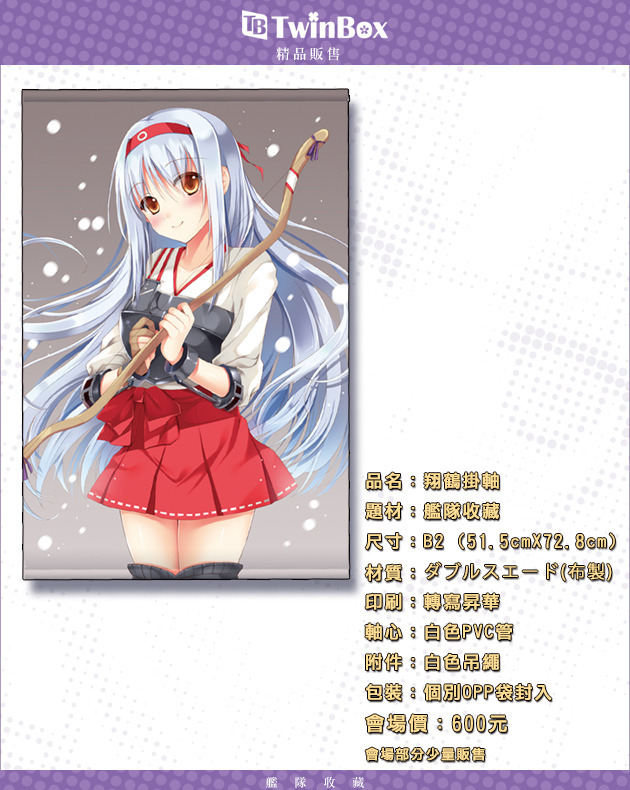 TB TwinBox
精品販售
品名：翔鶴掛軸
題材：艦隊收藏
尺寸：B2 (51.5cmX72.8cm)
材質：ダブルスエード(布製)
印刷：轉寫昇華
軸心：白色PVC管
附件：白色吊繩
包裝：個別OPP袋封入
會場價：600元
會場部分少量販售
艦隊收藏